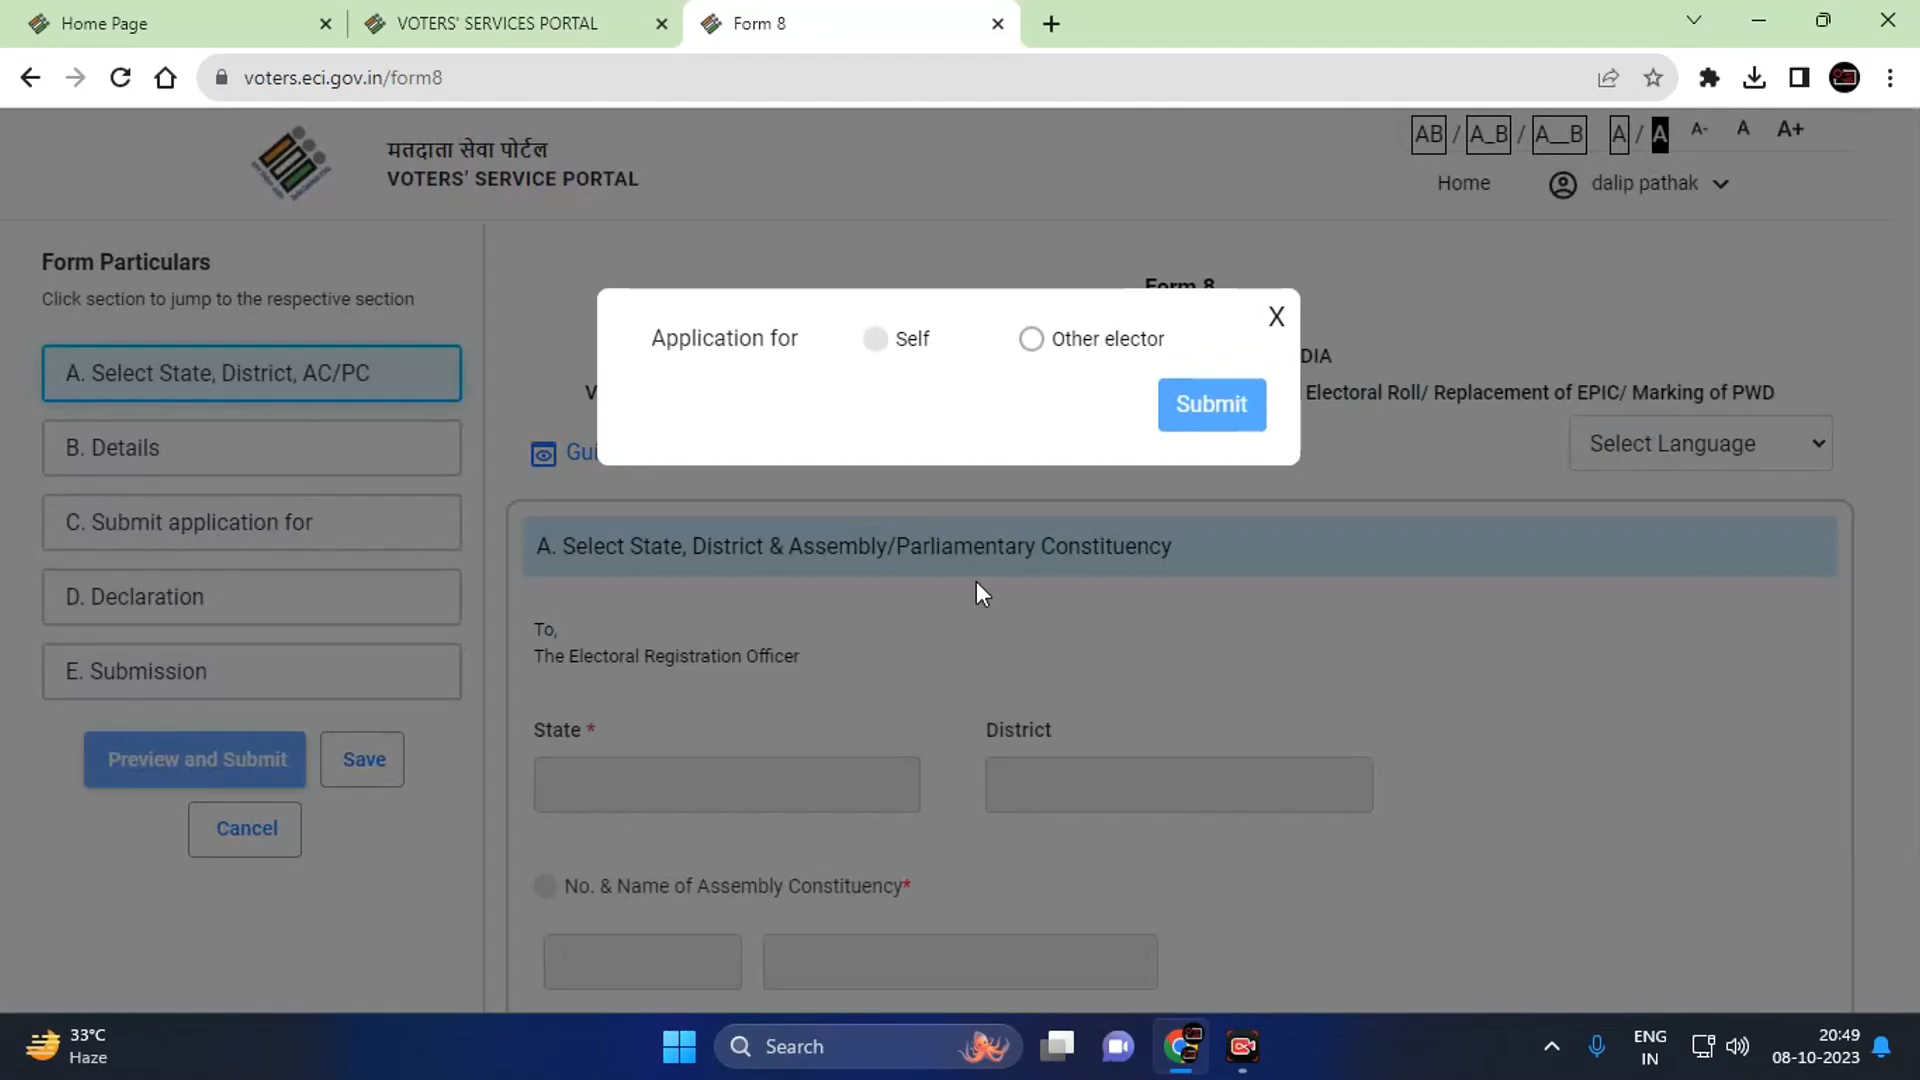 Home Page
VOTERS' SERVICES PORTAL
Form 8
voters.eci.gov.in/form8
मतदाता सेवा पोर्टल
VOTERS' SERVICE PORTAL
AB / A_B / A__B A / A A- A A+
Home
dalip pathak
Form Particulars
Click section to jump to the respective section
A. Select State, District, AC/PC
B. Details
C. Submit application for
D. Declaration
E. Submission
Preview and Submit
Save
Cancel
Form 8
Application for Self Other elector
X
Submit
Electoral Roll/ Replacement of EPIC/ Marking of PWD
Select Language
A. Select State, District & Assembly/Parliamentary Constituency
To,
The Electoral Registration Officer
State *
District
No. & Name of Assembly Constituency*
33°C
Haze
Search
ENG
IN
20:49
08-10-2023